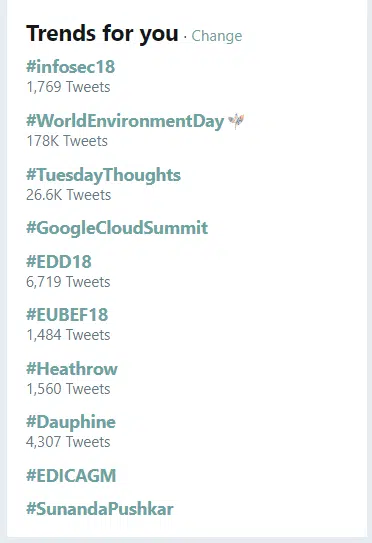 Trends for you · Change
#infosec18
1,769 Tweets
#WorldEnvironmentDay
178K Tweets
#TuesdayThoughts
26.6K Tweets
#GoogleCloudSummit
#EDD18
6,719 Tweets
#EUBEF18
1,484 Tweets
#Heathrow
1,560 Tweets
#Dauphine
4,307 Tweets
#EDICAGM
#SunandaPushkar